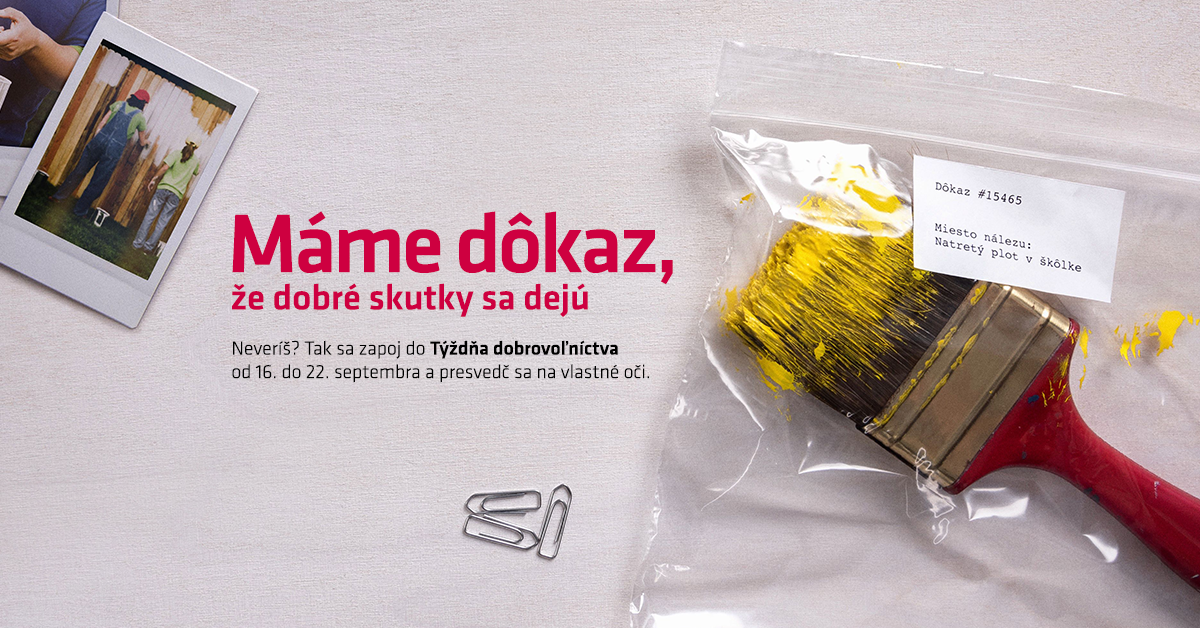 Máme dôkaz,
že dobré skutky sa dejú
Neveríš? Tak sa zapoj do Týždňa dobrovoľníctva
od 16. do 22. septembra a presvedč sa na vlastné oči.
Dôkaz #15465
Miesto nálezu:
Natretý plot v škôlke